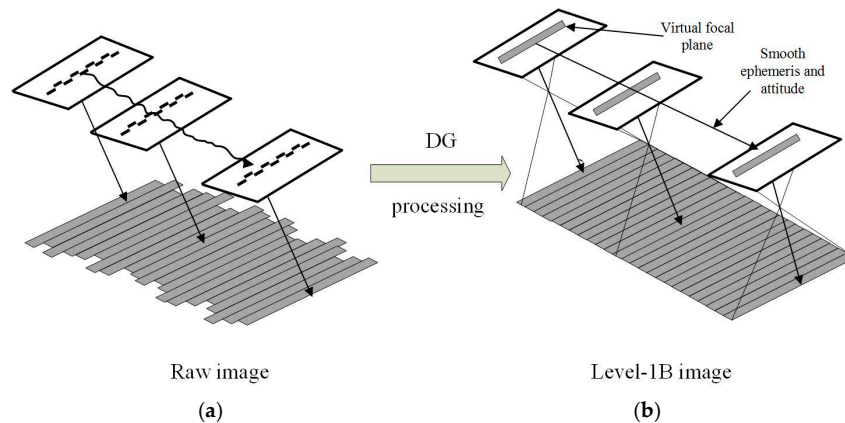 Virtual focal
plane
Smooth
ephemeris and
attitude
DG
processing
Raw image
Level-1B image
(a)
(b)